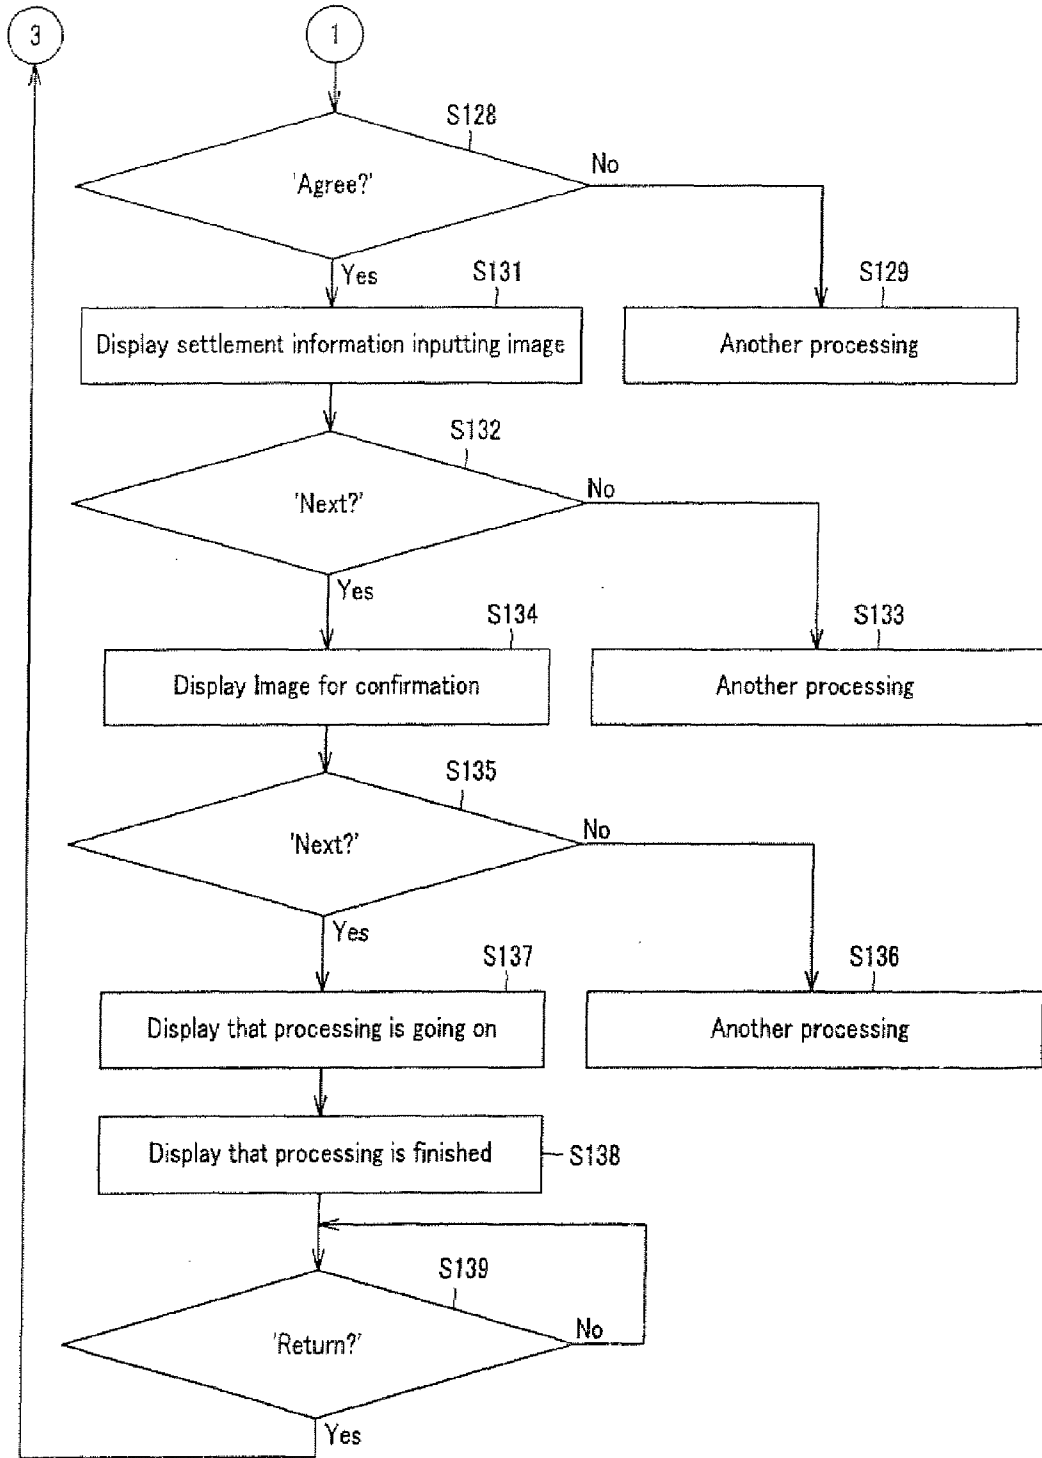 3
1
S128
'Agree?'
No
Yes
S131
S129
Display settlement information inputting image
Another processing
S132
'Next?'
No
Yes
S134
S133
Display Image for confirmation
Another processing
S135
'Next?'
No
Yes
S137
S136
Display that processing is going on
Another processing
Display that processing is finished
S138
S139
'Return?'
No
Yes